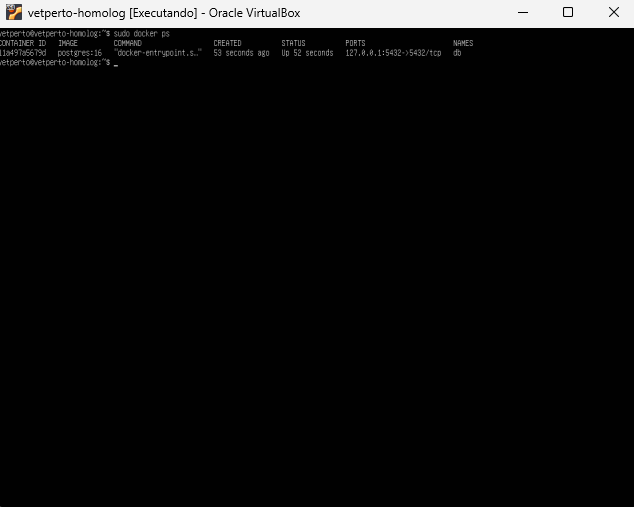 vetperto-homolog [Executando] - Oracle VirtualBox
vetperto@vetperto-homolog:~$ sudo docker ps
CONTAINER ID IMAGE COMMAND CREATED STATUS PORTS NAMES
11a497a5679d postgres:16 "docker-entrypoint.s…" 53 seconds ago Up 52 seconds 127.0.0.1:5432->5432/tcp db
vetperto@vetperto-homolog:~$ _